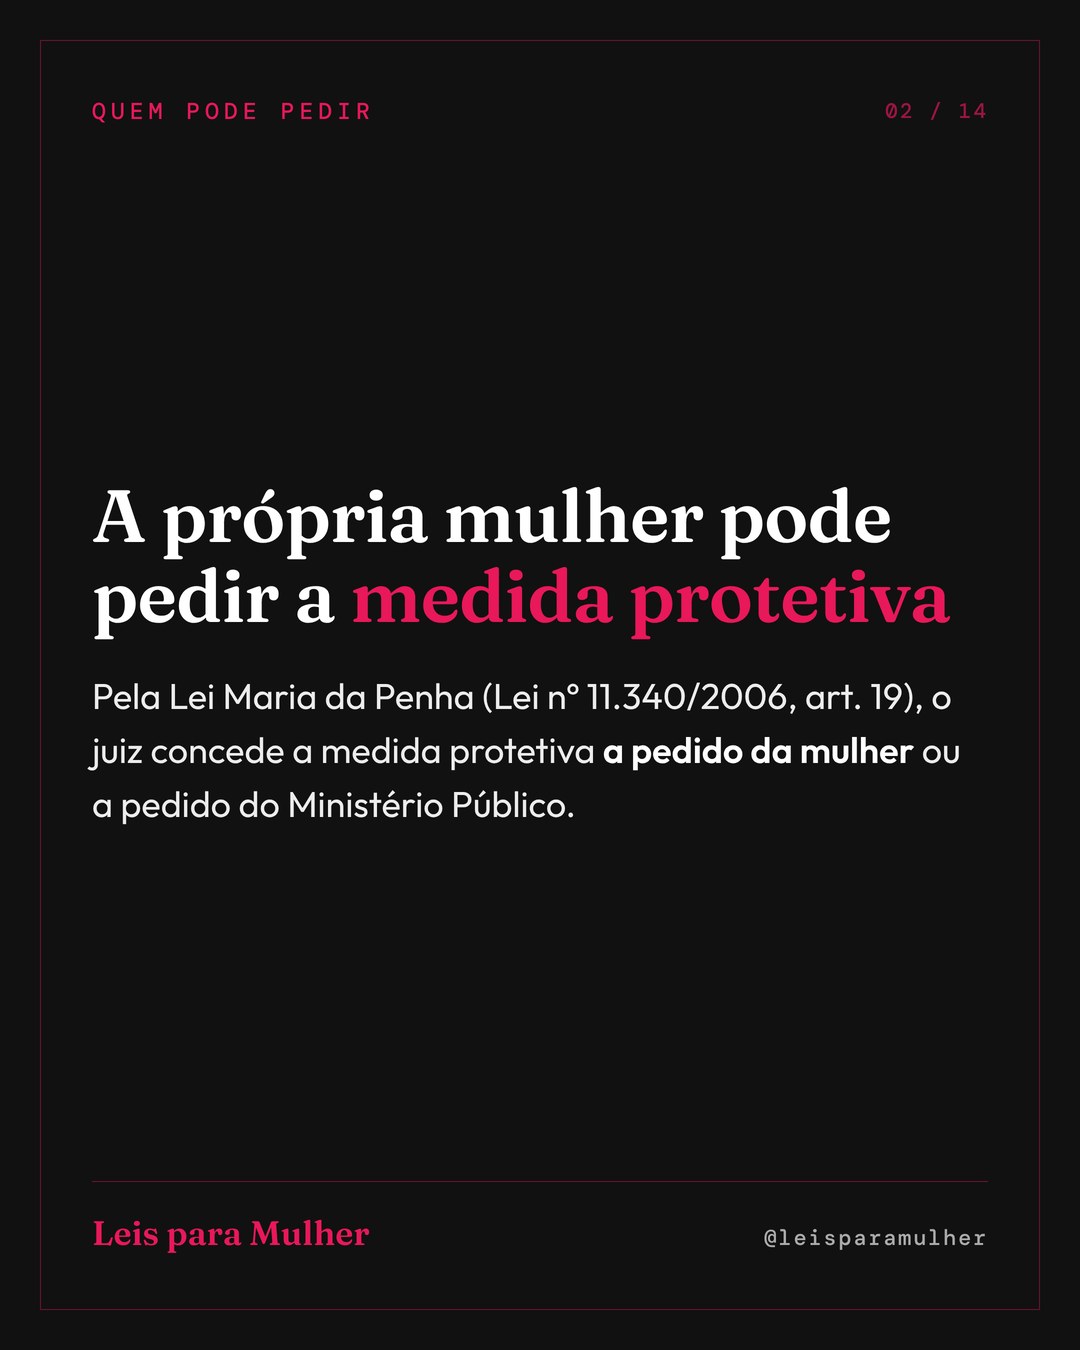 QUEM PODE PEDIR
02 / 14
A própria mulher pode
pedir a medida protetiva
Pela Lei Maria da Penha (Lei nº 11.340/2006, art. 19), o
juiz concede a medida protetiva a pedido da mulher ou
a pedido do Ministério Público.
Leis para Mulher
@leisparamulher